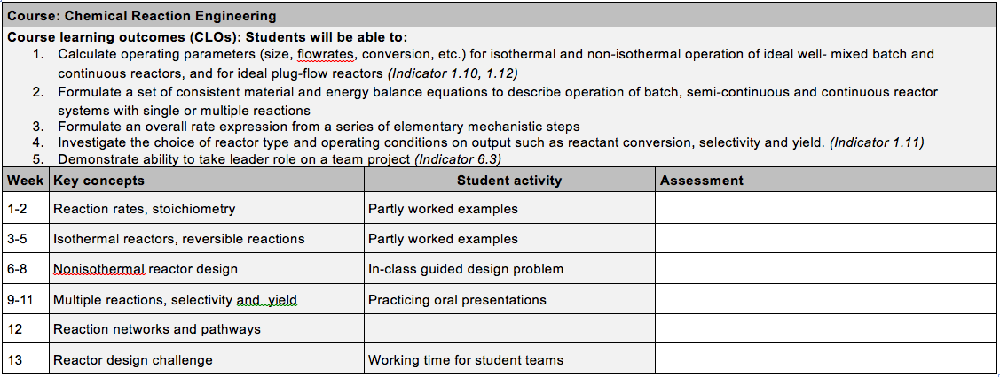 Course: Chemical Reaction Engineering
Course learning outcomes (CLOs): Students will be able to:
1. Calculate operating parameters (size, flowrates, conversion, etc.) for isothermal and non-isothermal operation of ideal well- mixed batch and
continuous reactors, and for ideal plug-flow reactors (Indicator 1.10, 1.12)
2. Formulate a set of consistent material and energy balance equations to describe operation of batch, semi-continuous and continuous reactor
systems with single or multiple reactions
3. Formulate an overall rate expression from a series of elementary mechanistic steps
4. Investigate the choice of reactor type and operating conditions on output such as reactant conversion, selectivity and yield. (Indicator 1.11)
5. Demonstrate ability to take leader role on a team project (Indicator 6.3)
Week Key concepts Student activity Assessment
1-2 Reaction rates, stoichiometry Partly worked examples
3-5 Isothermal reactors, reversible reactions Partly worked examples
6-8 Nonisothermal reactor design In-class guided design problem
9-11 Multiple reactions, selectivity and yield Practicing oral presentations
12 Reaction networks and pathways
13 Reactor design challenge Working time for student teams